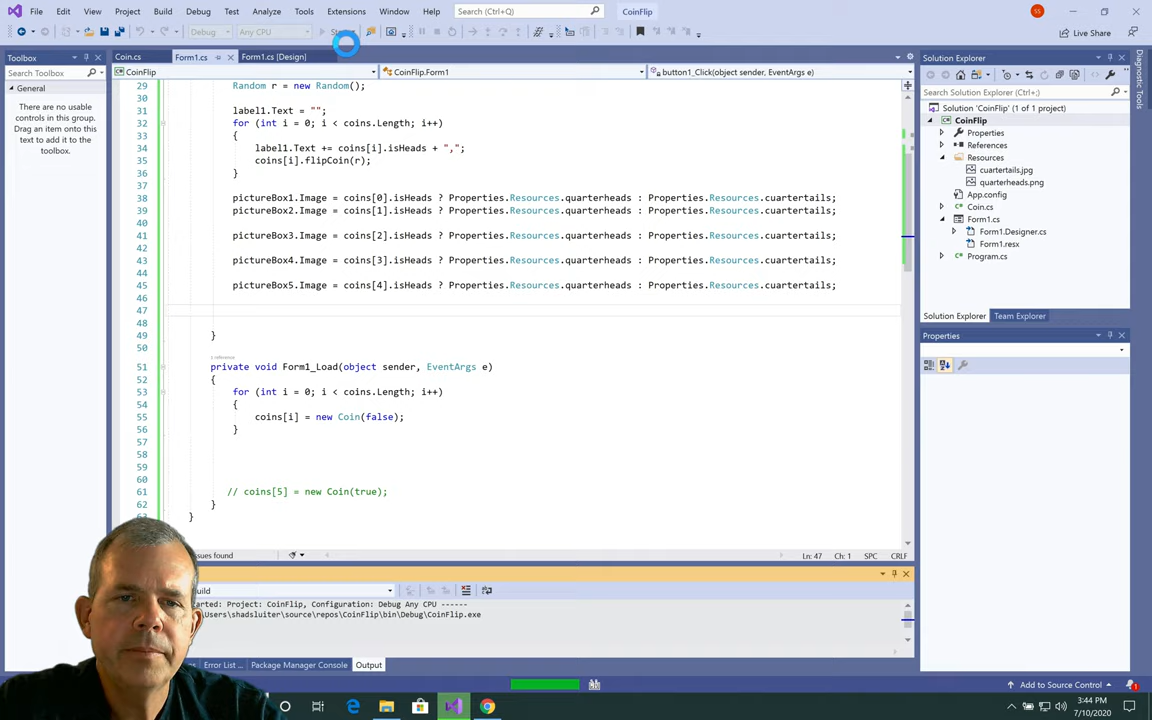 File Edit View Project Build Debug Test Analyze Tools Extensions Window Help Search (Ctrl+Q) CoinFlip SS
Debug Any CPU Live Share
Toolbox
Search Toolbox
General
There are no usable
controls in this group.
Drag an item onto this
text to add it to the
toolbox.
Coin.cs Form1.cs Form1.cs [Design]
CoinFlip CoinFlip.Form1 button1_Click(object sender, EventArgs e)
29 Random r = new Random();
30
31 label1.Text = "";
32 for (int i = 0; i < coins.Length; i++)
33 {
34 label1.Text += coins[i].isHeads + ",";
35 coins[i].flipCoin(r);
36 }
37
38 pictureBox1.Image = coins[0].isHeads ? Properties.Resources.quarterheads : Properties.Resources.cuartertails;
39 pictureBox2.Image = coins[1].isHeads ? Properties.Resources.quarterheads : Properties.Resources.cuartertails;
40
41 pictureBox3.Image = coins[2].isHeads ? Properties.Resources.quarterheads : Properties.Resources.cuartertails;
42
43 pictureBox4.Image = coins[3].isHeads ? Properties.Resources.quarterheads : Properties.Resources.cuartertails;
44
45 pictureBox5.Image = coins[4].isHeads ? Properties.Resources.quarterheads : Properties.Resources.cuartertails;
46
47
48
49 }
50
1 reference
51 private void Form1_Load(object sender, EventArgs e)
52 {
53 for (int i = 0; i < coins.Length; i++)
54 {
55 coins[i] = new Coin(false);
56 }
57
58
59
60
61 // coins[5] = new Coin(true);
62 }
63 }
ssues found Ln: 47 Ch: 1 SPC CRLF
uild
arted: Project: CoinFlip, Configuration: Debug Any CPU ------
Users\shadsluiter\source\repos\CoinFlip\bin\Debug\CoinFlip.exe
Error List ... Package Manager Console Output
Solution Explorer
Search Solution Explorer (Ctrl+;)
Solution 'CoinFlip' (1 of 1 project)
CoinFlip
Properties
References
Resources
cuartertails.jpg
quarterheads.png
App.config
Coin.cs
Form1.cs
Form1.Designer.cs
Form1.resx
Program.cs
Solution Explorer Team Explorer
Properties
Diagnostic Tools
Add to Source Control 1
3:44 PM
7/10/2020